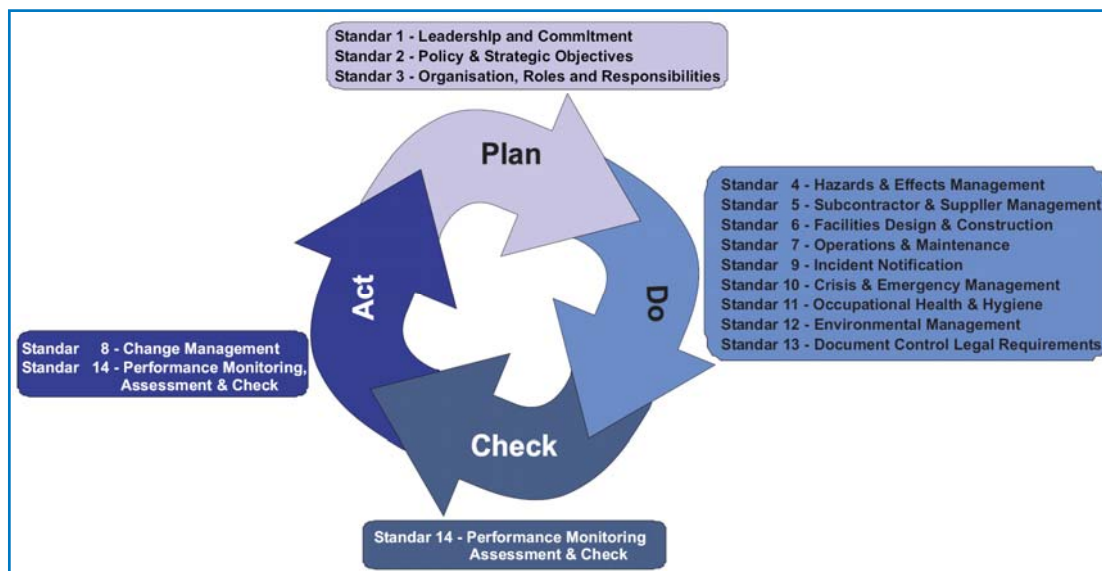 Standar 1 - Leadership and Commitment
Standar 2 - Policy & Strategic Objectives
Standar 3 - Organisation, Roles and Responsibilities
Plan
Standar 4 - Hazards & Effects Management
Standar 5 - Subcontractor & Supplier Management
Standar 6 - Facilities Design & Construction
Standar 7 - Operations & Maintenance
Standar 9 - Incident Notification
Standar 10 - Crisis & Emergency Management
Standar 11 - Occupational Health & Hygiene
Standar 12 - Environmental Management
Standar 13 - Document Control Legal Requirements
Do
Act
Standar 8 - Change Management
Standar 14 - Performance Monitoring,
Assessment & Check
Check
Standar 14 - Performance Monitoring
Assessment & Check